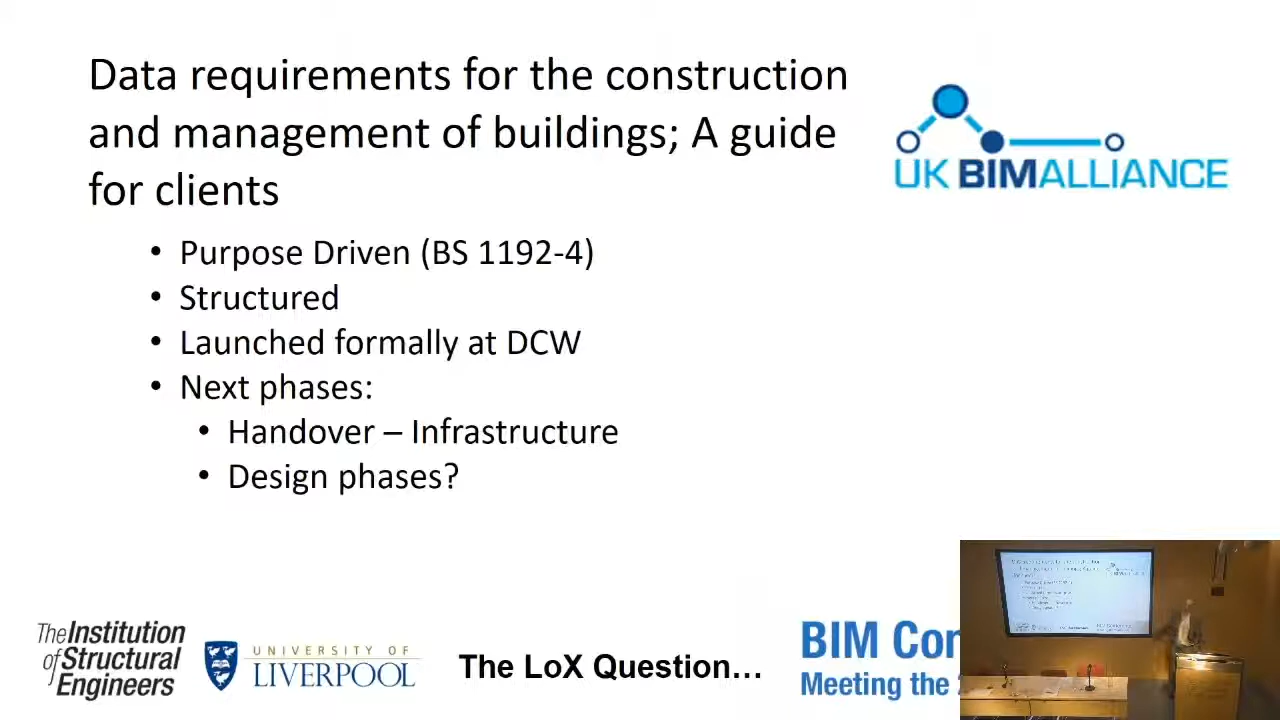 Data requirements for the construction
and management of buildings; A guide
for clients
UK BIMALLIANCE
• Purpose Driven (BS 1192-4)
• Structured
• Launched formally at DCW
• Next phases:
• Handover – Infrastructure
• Design phases?
The Institution
of Structural
Engineers
UNIVERSITY OF
LIVERPOOL
The LoX Question...
BIM Con
Meeting the